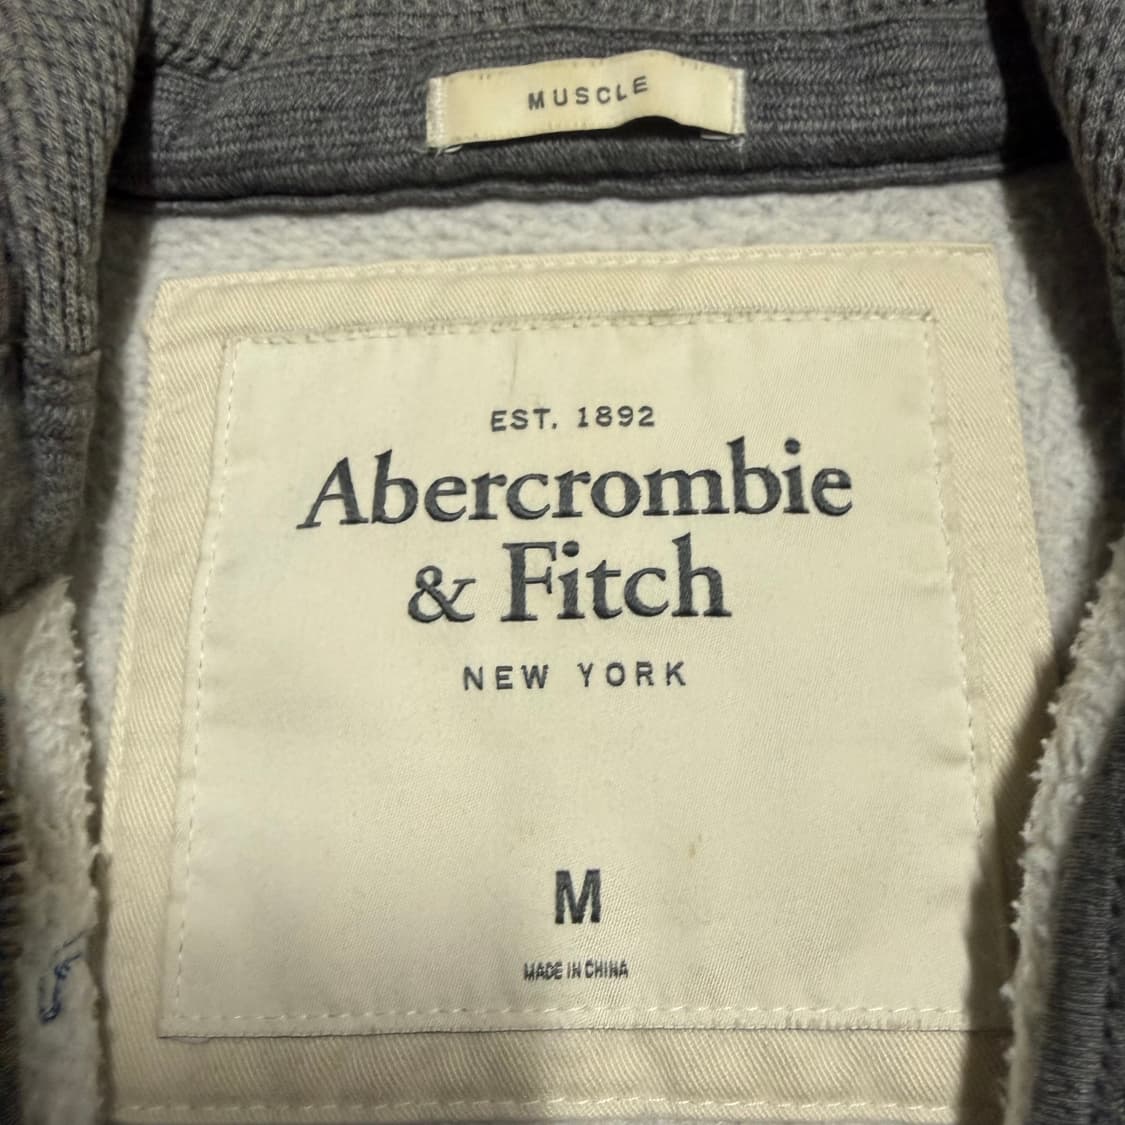 MUSCLE
EST. 1892
Abercrombie
& Fitch
NEW YORK
M
MADE IN CHINA